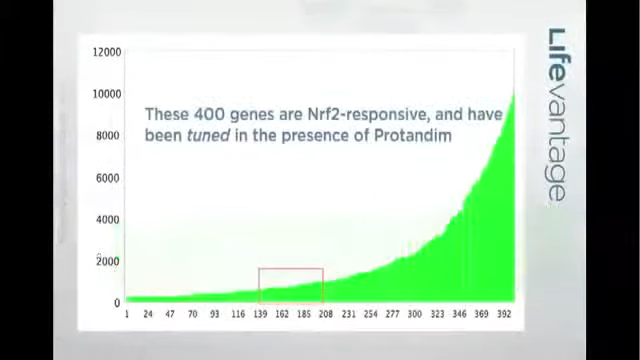 12000
10000
8000
6000
4000
2000
0
These 400 genes are Nrf2-responsive, and have
been tuned in the presence of Protandim
1 24 47 70 93 116 139 162 185 208 231 254 277 300 323 346 369 392
Lifevantage